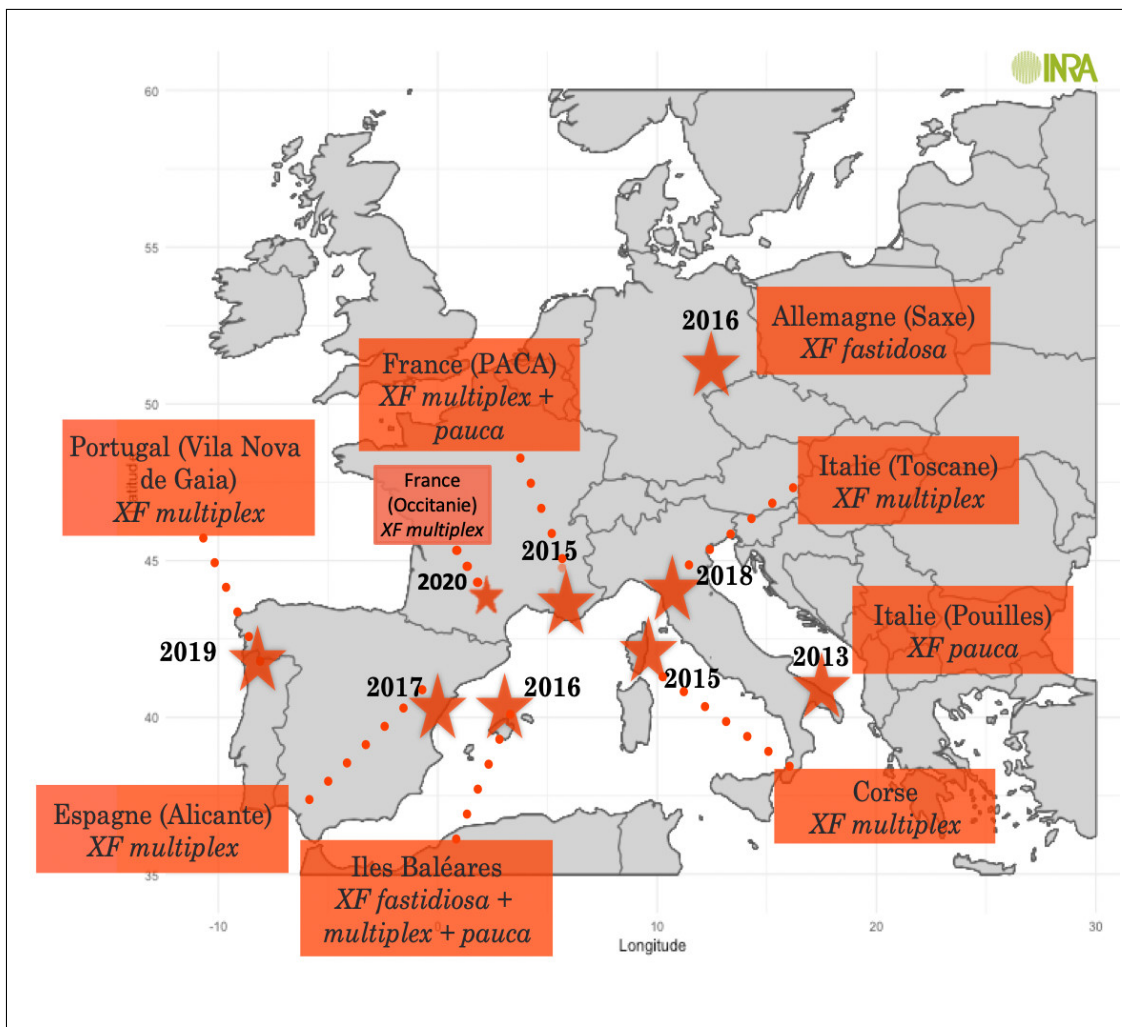 INRA
60
55
50
45
40
35
Latitude
2016
Allemagne (Saxe)
XF fastidosa
France (PACA)
XF multiplex +
pauca
Portugal (Vila Nova
de Gaia)
XF multiplex
France
(Occitanie)
XF multiplex
Italie (Toscane)
XF multiplex
2015
2020
2018
Italie (Pouilles)
XF pauca
2019
2017
2016
2015
2013
Espagne (Alicante)
XF multiplex
Iles Baléares
XF fastidiosa +
multiplex + pauca
Corse
XF multiplex
-10
0
10
20
30
Longitude